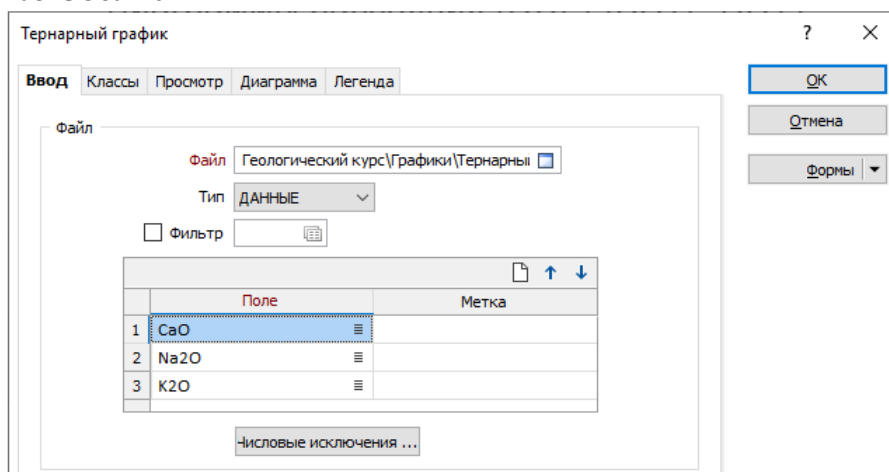 Тернарный график ? ×
Ввод Классы Просмотр Диаграмма Легенда
OK
Отмена
Формы
Файл
Файл Геологический курс\Графики\Тернарны
Тип ДАННЫЕ
Фильтр
Поле Метка
1 CaO
2 Na2O
3 K2O
Числовые исключения ...